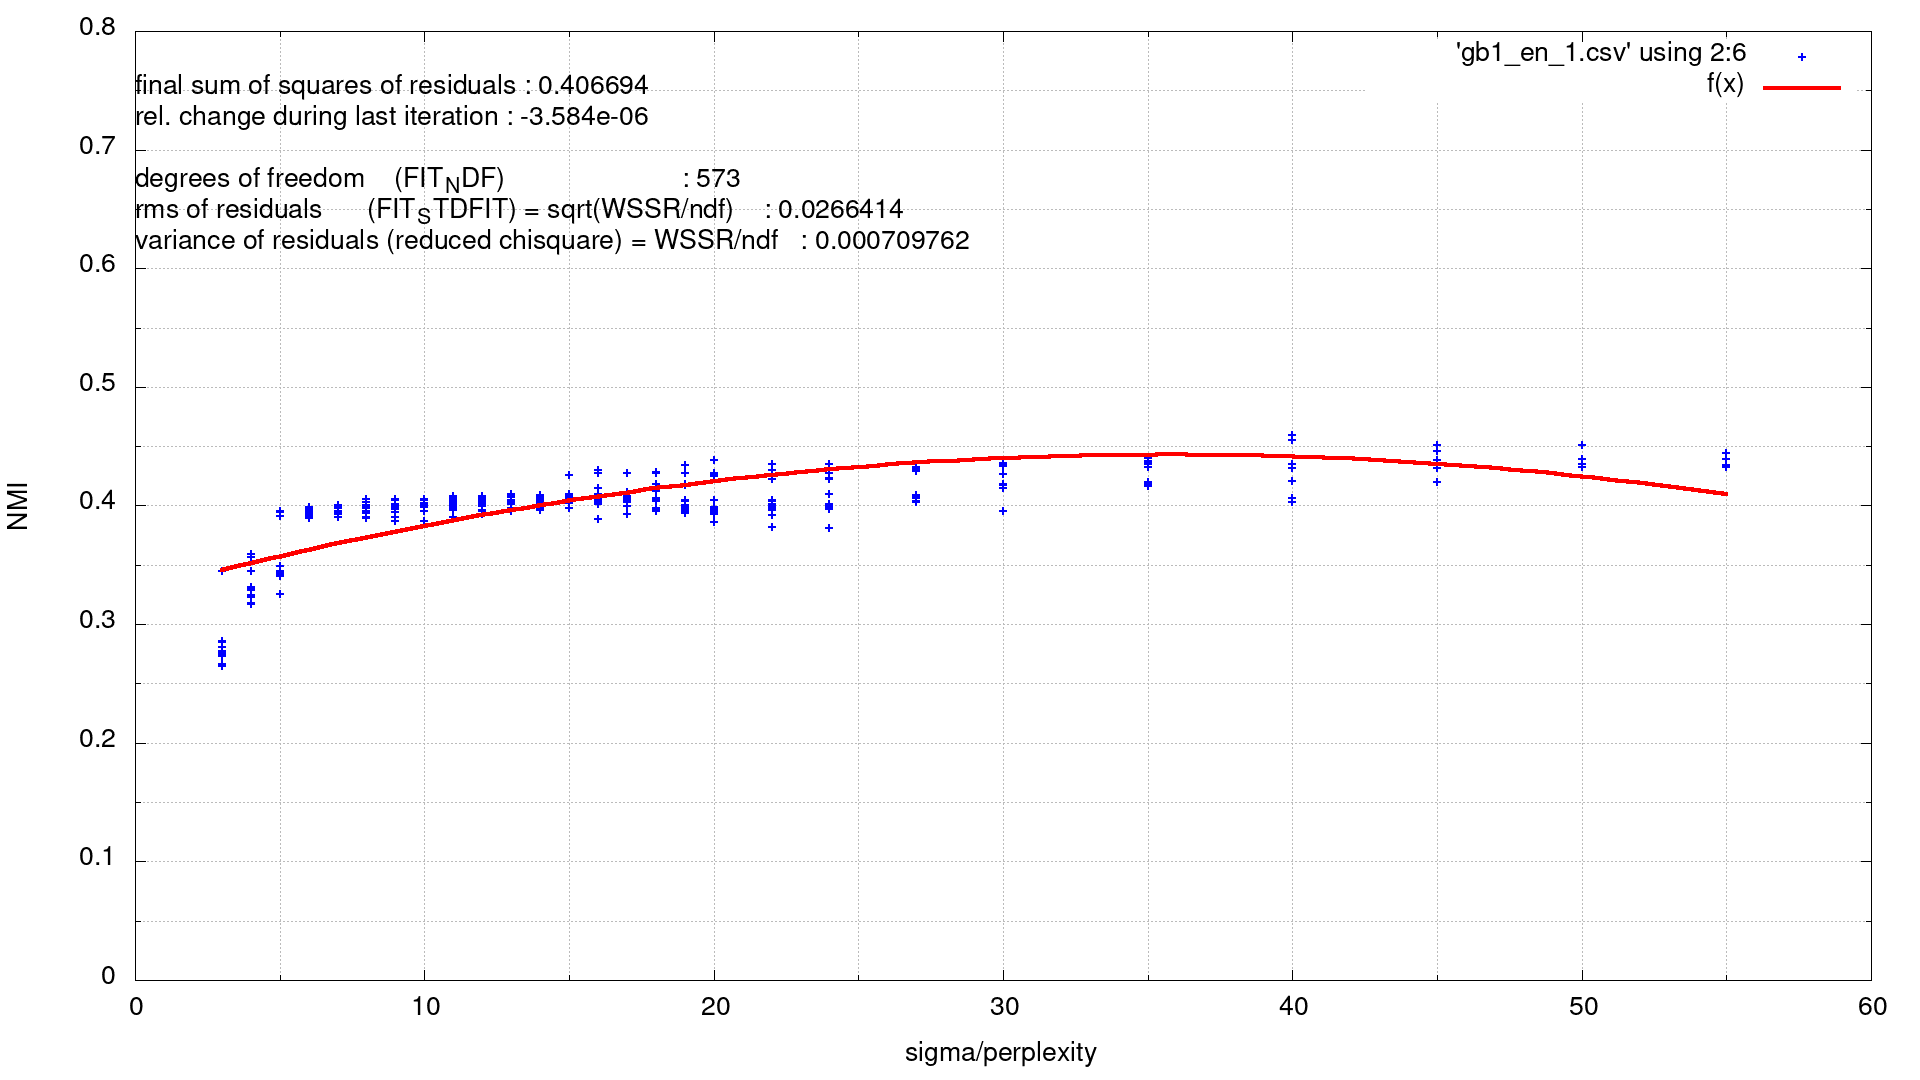 0.8
'gb1_en_1.csv' using 2:6
f(x)
final sum of squares of residuals : 0.406694
rel. change during last iteration : -3.584e-06
0.7
degrees of freedom (FIT_NDF) : 573
rms of residuals (FIT_STDFIT) = sqrt(WSSR/ndf) : 0.0266414
variance of residuals (reduced chisquare) = WSSR/ndf : 0.000709762
0.6
0.5
NMI
0.4
0.3
0.2
0.1
0
0 10 20 30 40 50 60
sigma/perplexity